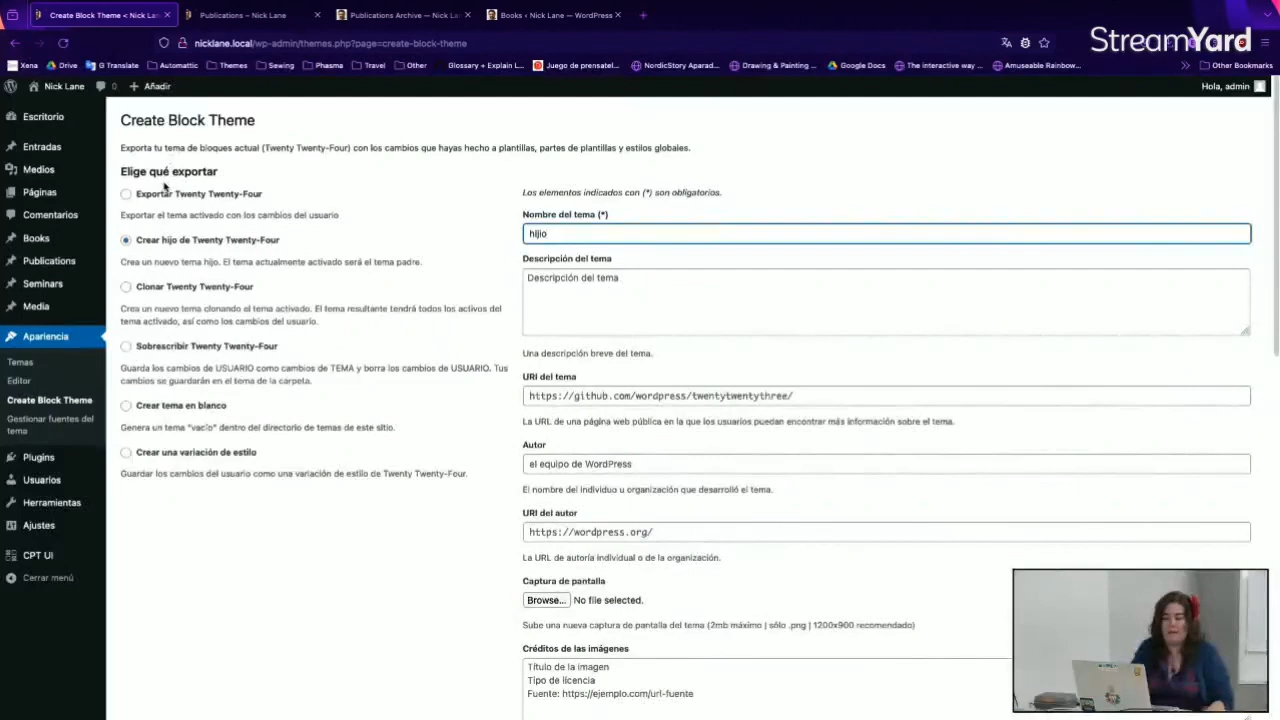 Create Block Theme < Nick Lan
Publications – Nick Lane
Publications Archive — Nick La
Books < Nick Lane — WordPress
StreamYard
nicklane.local/wp-admin/themes.php?page=create-block-theme
Xena
Drive
G Translate
Automattic
Themes
Sewing
Phasma
Travel
Other
Glossary + Explain L...
Juego de prensatel...
NordicStory Aparad...
Drawing & Painting ...
Google Docs
The interactive way ...
Amuseable Rainbow...
Other Bookmarks
Nick Lane
0
Añadir
Hola, admin
Escritorio
Entradas
Medios
Páginas
Comentarios
Books
Publications
Seminars
Media
Apariencia
Temas
Editor
Create Block Theme
Gestionar fuentes del
tema
Plugins
Usuarios
Herramientas
Ajustes
CPT UI
Cerrar menú
Create Block Theme
Exporta tu tema de bloques actual (Twenty Twenty-Four) con los cambios que hayas hecho a plantillas, partes de plantillas y estilos globales.
Elige qué exportar
Exportar Twenty Twenty-Four
Exportar el tema activado con los cambios del usuario
Crear hijo de Twenty Twenty-Four
Crea un nuevo tema hijo. El tema actualmente activado será el tema padre.
Clonar Twenty Twenty-Four
Crea un nuevo tema clonando el tema activado. El tema resultante tendrá todos los activos del
tema activado, así como los cambios del usuario.
Sobrescribir Twenty Twenty-Four
Guarda los cambios de USUARIO como cambios de TEMA y borra los cambios de USUARIO. Tus
cambios se guardarán en el tema de la carpeta.
Crear tema en blanco
Genera un tema "vacío" dentro del directorio de temas de este sitio.
Crear una variación de estilo
Guardar los cambios del usuario como una variación de estilo de Twenty Twenty-Four.
Los elementos indicados con (*) son obligatorios.
Nombre del tema (*)
hijio
Descripción del tema
Descripción del tema
Una descripción breve del tema.
URI del tema
https://github.com/wordpress/twentytwentythree/
La URL de una página web pública en la que los usuarios puedan encontrar más información sobre el tema.
Autor
el equipo de WordPress
El nombre del individuo u organización que desarrolló el tema.
URI del autor
https://wordpress.org/
La URL de autoría individual o de la organización.
Captura de pantalla
Browse...
No file selected.
Sube una nueva captura de pantalla del tema (2mb máximo | sólo .png | 1200x900 recomendado)
Créditos de las imágenes
Título de la imagen
Tipo de licencia
Fuente: https://ejemplo.com/url-fuente